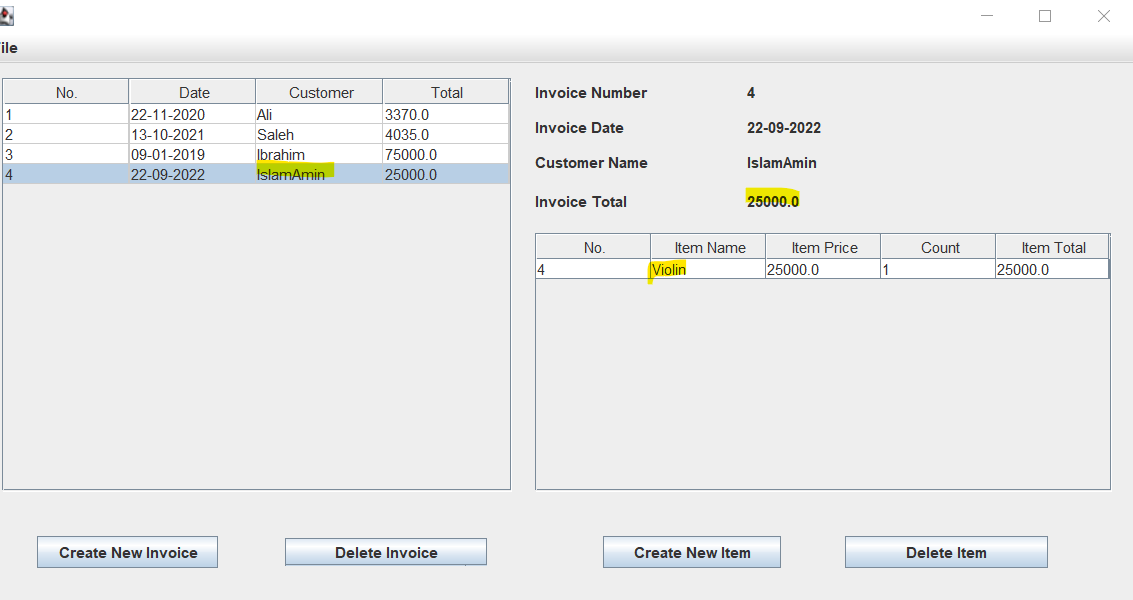 ile
No. Date Customer Total
1 22-11-2020 Ali 3370.0
2 13-10-2021 Saleh 4035.0
3 09-01-2019 Ibrahim 75000.0
4 22-09-2022 IslamAmin 25000.0
Invoice Number 4
Invoice Date 22-09-2022
Customer Name IslamAmin
Invoice Total 25000.0
No. Item Name Item Price Count Item Total
4 Violin 25000.0 1 25000.0
Create New Invoice Delete Invoice Create New Item Delete Item